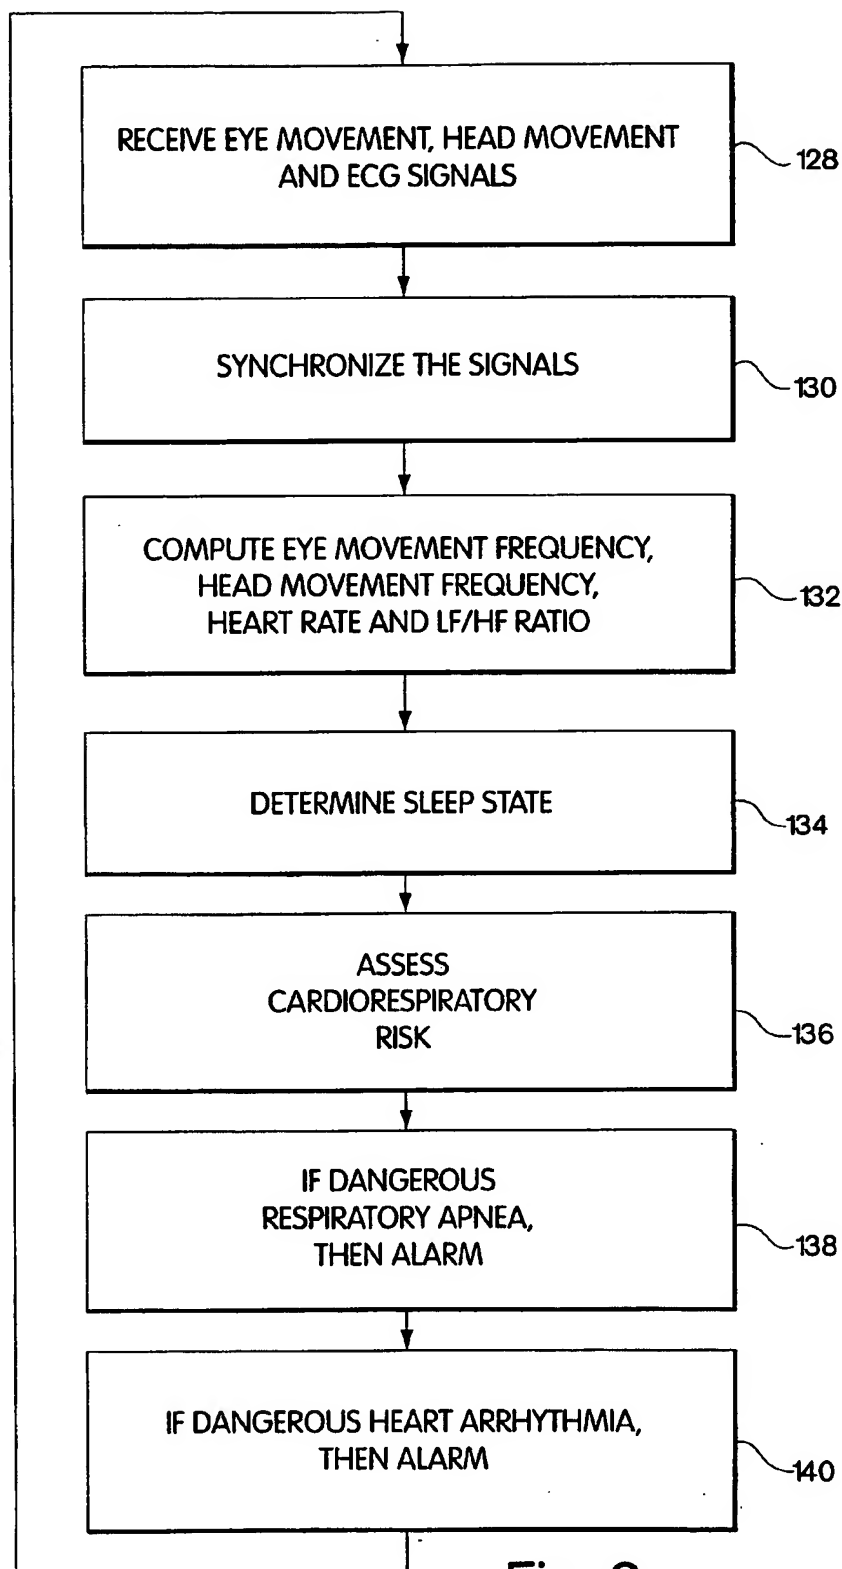 RECEIVE EYE MOVEMENT, HEAD MOVEMENT
AND ECG SIGNALS
128
SYNCHRONIZE THE SIGNALS
130
COMPUTE EYE MOVEMENT FREQUENCY,
HEAD MOVEMENT FREQUENCY,
HEART RATE AND LF/HF RATIO
132
DETERMINE SLEEP STATE
134
ASSESS
CARDIORESPIRATORY
RISK
136
IF DANGEROUS
RESPIRATORY APNEA,
THEN ALARM
138
IF DANGEROUS HEART ARRHYTHMIA,
THEN ALARM
140